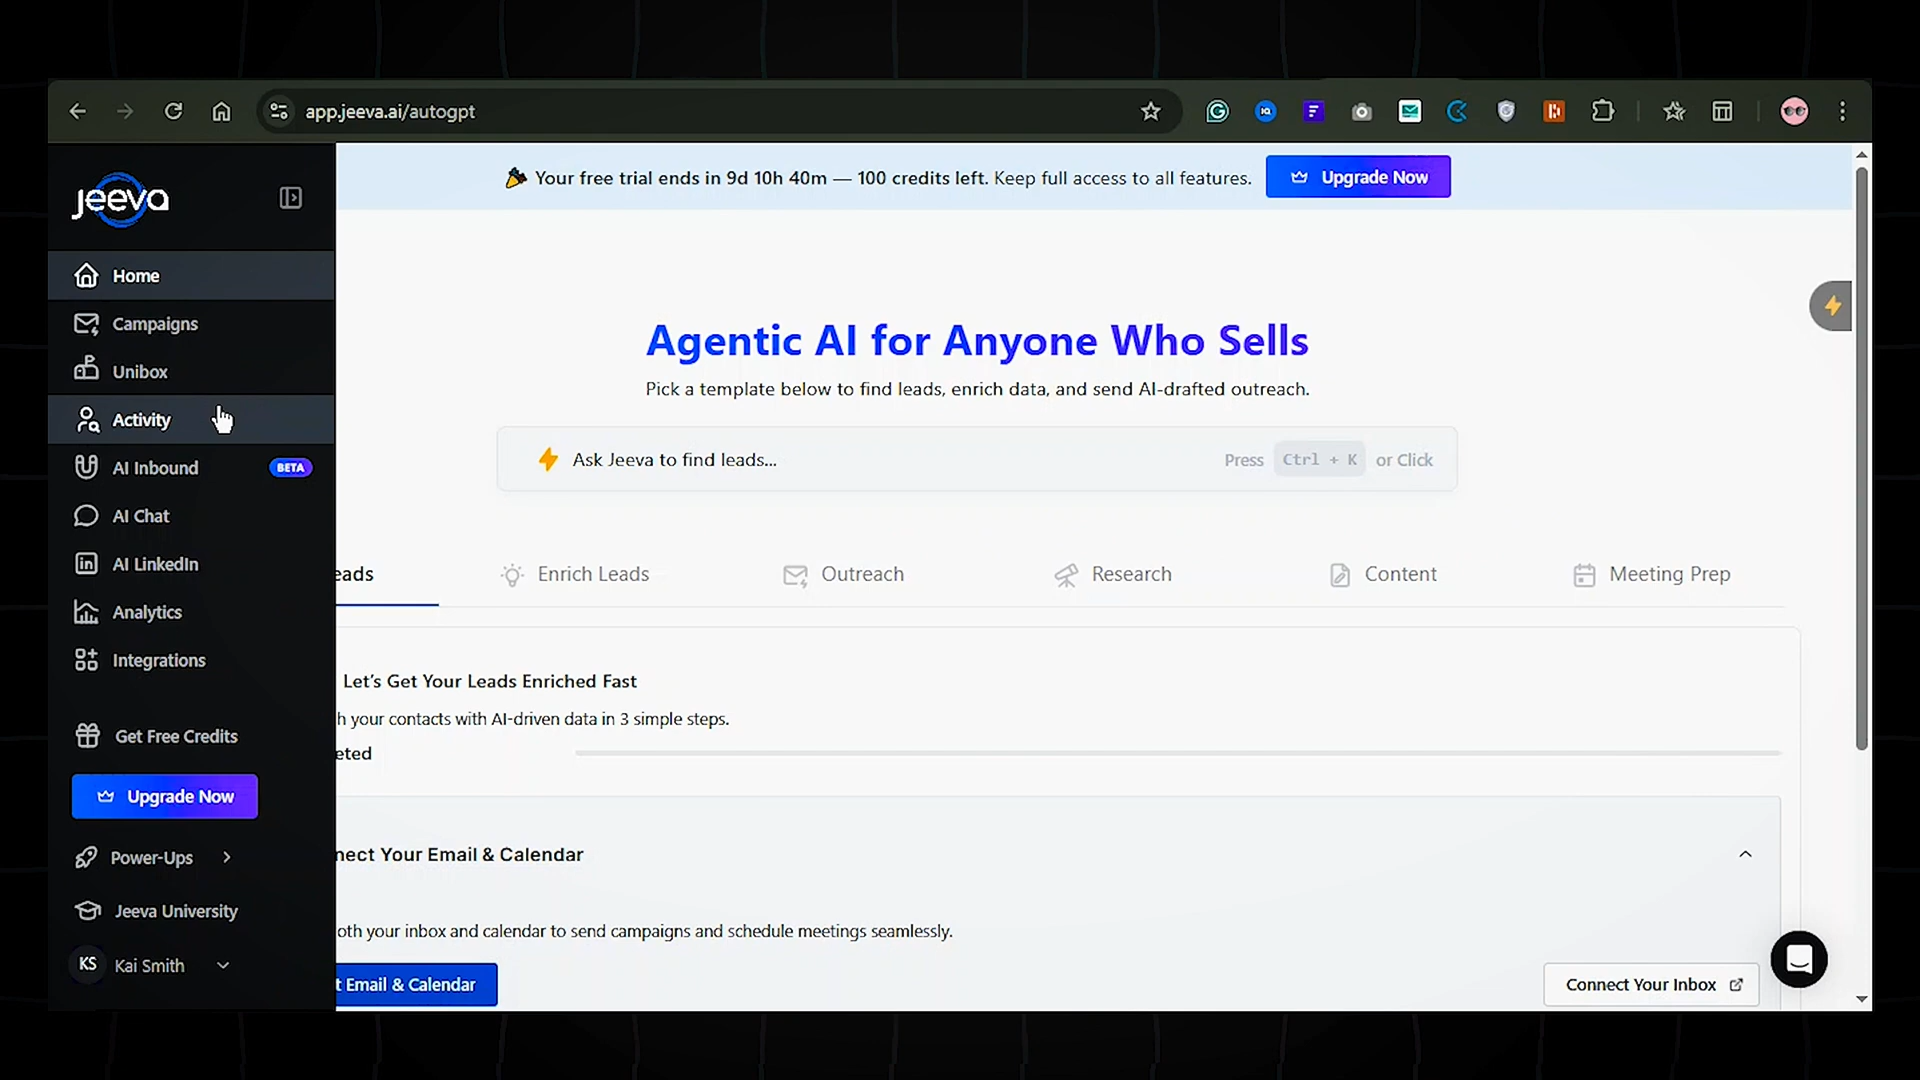 app.jeeva.ai/autogpt
jeeva
Your free trial ends in 9d 10h 40m — 100 credits left. Keep full access to all features.
Upgrade Now
Home
Campaigns
Unibox
Activity
AI Inbound BETA
AI Chat
AI LinkedIn
Analytics
Integrations
Get Free Credits
Upgrade Now
Power-Ups
Jeeva University
KS Kai Smith
Agentic AI for Anyone Who Sells
Pick a template below to find leads, enrich data, and send AI-drafted outreach.
Ask Jeeva to find leads... Press Ctrl + K or Click
eads Enrich Leads Outreach Research Content Meeting Prep
Let's Get Your Leads Enriched Fast
h your contacts with AI-driven data in 3 simple steps.
eted
nect Your Email & Calendar
oth your inbox and calendar to send campaigns and schedule meetings seamlessly.
t Email & Calendar
Connect Your Inbox